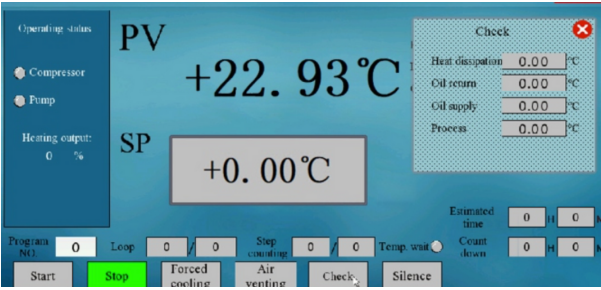 Operating status
Compressor
Pump
Heating output:
0 %
PV
+22.93℃
SP
+0.00℃
Check
Heat dissipation 0.00 ℃
Oil return 0.00 ℃
Oil supply 0.00 ℃
Process 0.00 ℃
Estimated
time 0 H 0
Program
NO. 0
Loop 0 / 0
Step
counting 0 / 0
Temp. wait
Count
down 0 H 0
Start
Stop
Forced
cooling
Air
venting
Check
Silence